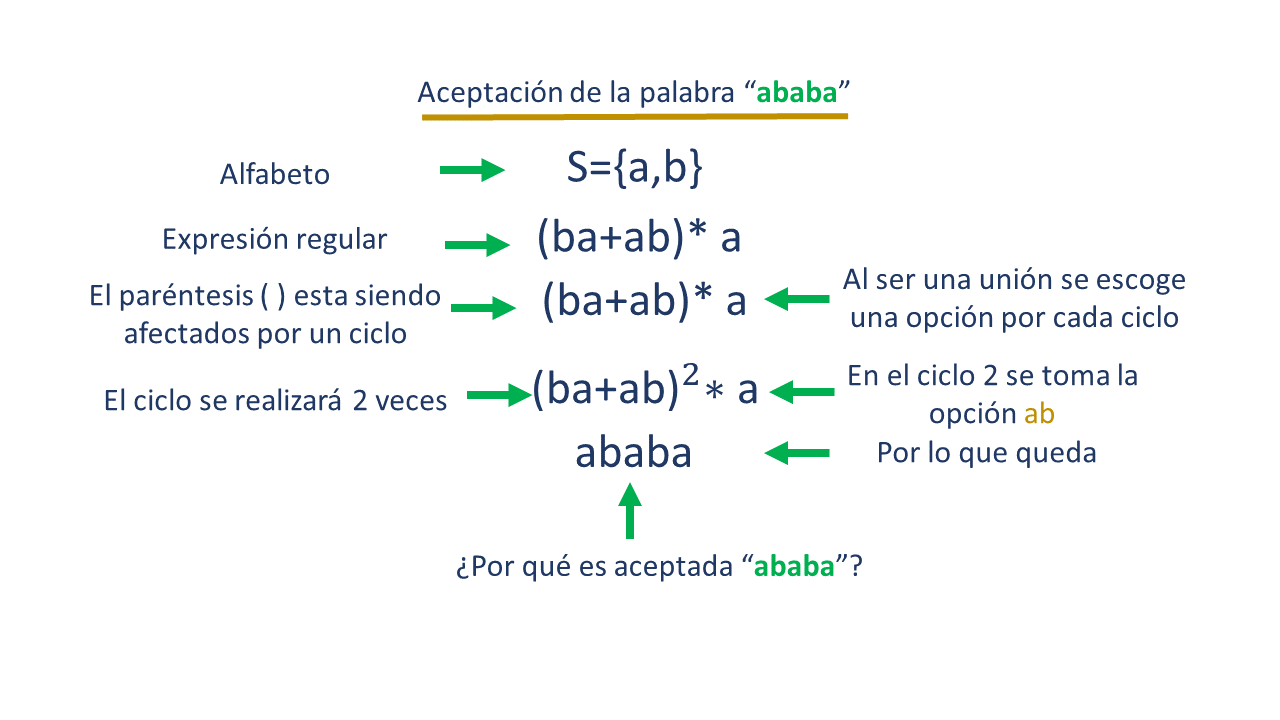 Aceptación de la palabra “ababa”
Alfabeto
S={a,b}
Expresión regular
(ba+ab)* a
El paréntesis ( ) esta siendo
afectados por un ciclo
(ba+ab)* a
Al ser una unión se escoge
una opción por cada ciclo
El ciclo se realizará 2 veces
(ba+ab)²∗ a
En el ciclo 2 se toma la
opción ab
ababa
Por lo que queda
¿Por qué es aceptada “ababa”?